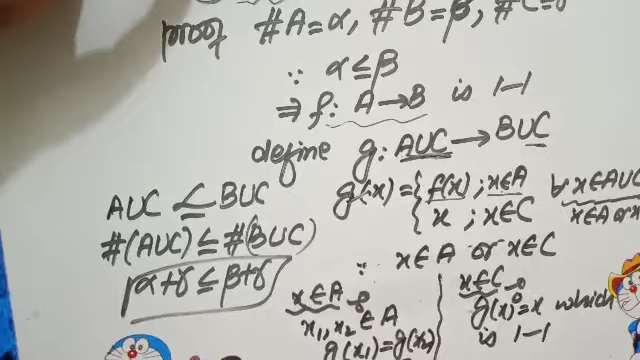 proof #A=α, #B=β, #C=γ
∵ α≤β
⇒ f: A→B is 1-1
define g: AUC → BUC
g(x) = { f(x) ; x∈A ∀ x∈AUC
x ; x∈C x∈A or x
∵ x∈A or x∈C
AUC ≤ BUC
#(AUC) ≤ #(BUC)
α+γ ≤ β+γ
x∈A
x₁, x₂ ∈ A
g(x₁)=g(x₂)
x∈C
g(x)=x which
is 1-1